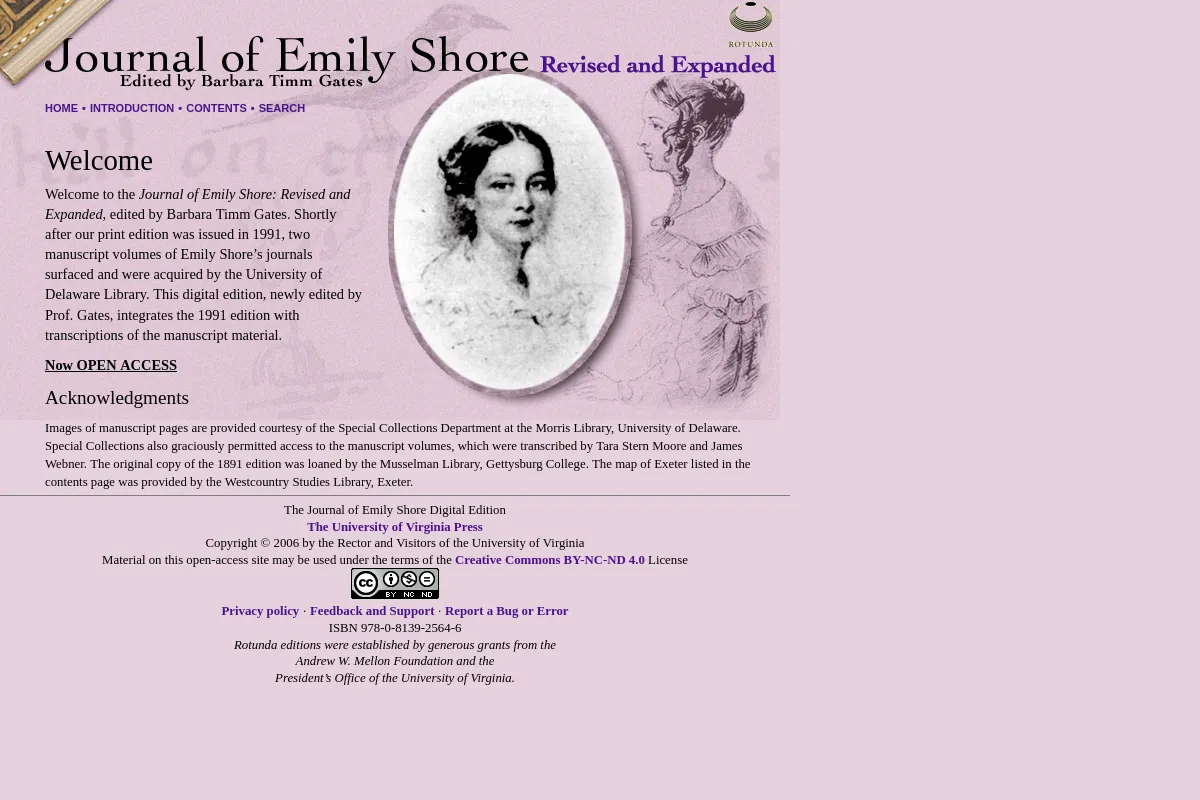 ROTUNDA
Journal of Emily Shore Revised and Expanded
Edited by Barbara Timm Gates
HOME • INTRODUCTION • CONTENTS • SEARCH
Welcome
Welcome to the Journal of Emily Shore: Revised and
Expanded, edited by Barbara Timm Gates. Shortly
after our print edition was issued in 1991, two
manuscript volumes of Emily Shore’s journals
surfaced and were acquired by the University of
Delaware Library. This digital edition, newly edited by
Prof. Gates, integrates the 1991 edition with
transcriptions of the manuscript material.
Now OPEN ACCESS
Acknowledgments
Images of manuscript pages are provided courtesy of the Special Collections Department at the Morris Library, University of Delaware.
Special Collections also graciously permitted access to the manuscript volumes, which were transcribed by Tara Stern Moore and James
Webner. The original copy of the 1891 edition was loaned by the Musselman Library, Gettysburg College. The map of Exeter listed in the
contents page was provided by the Westcountry Studies Library, Exeter.
The Journal of Emily Shore Digital Edition
The University of Virginia Press
Copyright © 2006 by the Rector and Visitors of the University of Virginia
Material on this open-access site may be used under the terms of the Creative Commons BY-NC-ND 4.0 License
cc BY NC ND
Privacy policy · Feedback and Support · Report a Bug or Error
ISBN 978-0-8139-2564-6
Rotunda editions were established by generous grants from the
Andrew W. Mellon Foundation and the
President’s Office of the University of Virginia.